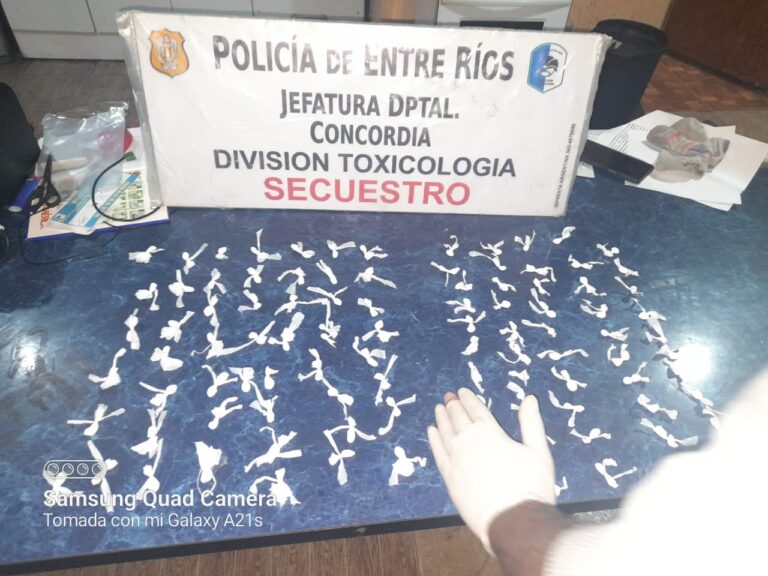 POLICÍA DE ENTRE RÍOS
JEFATURA DPTAL.
CONCORDIA
DIVISION TOXICOLOGIA
SECUESTRO
Samsung Quad Camera
Tomada con mi Galaxy A21s